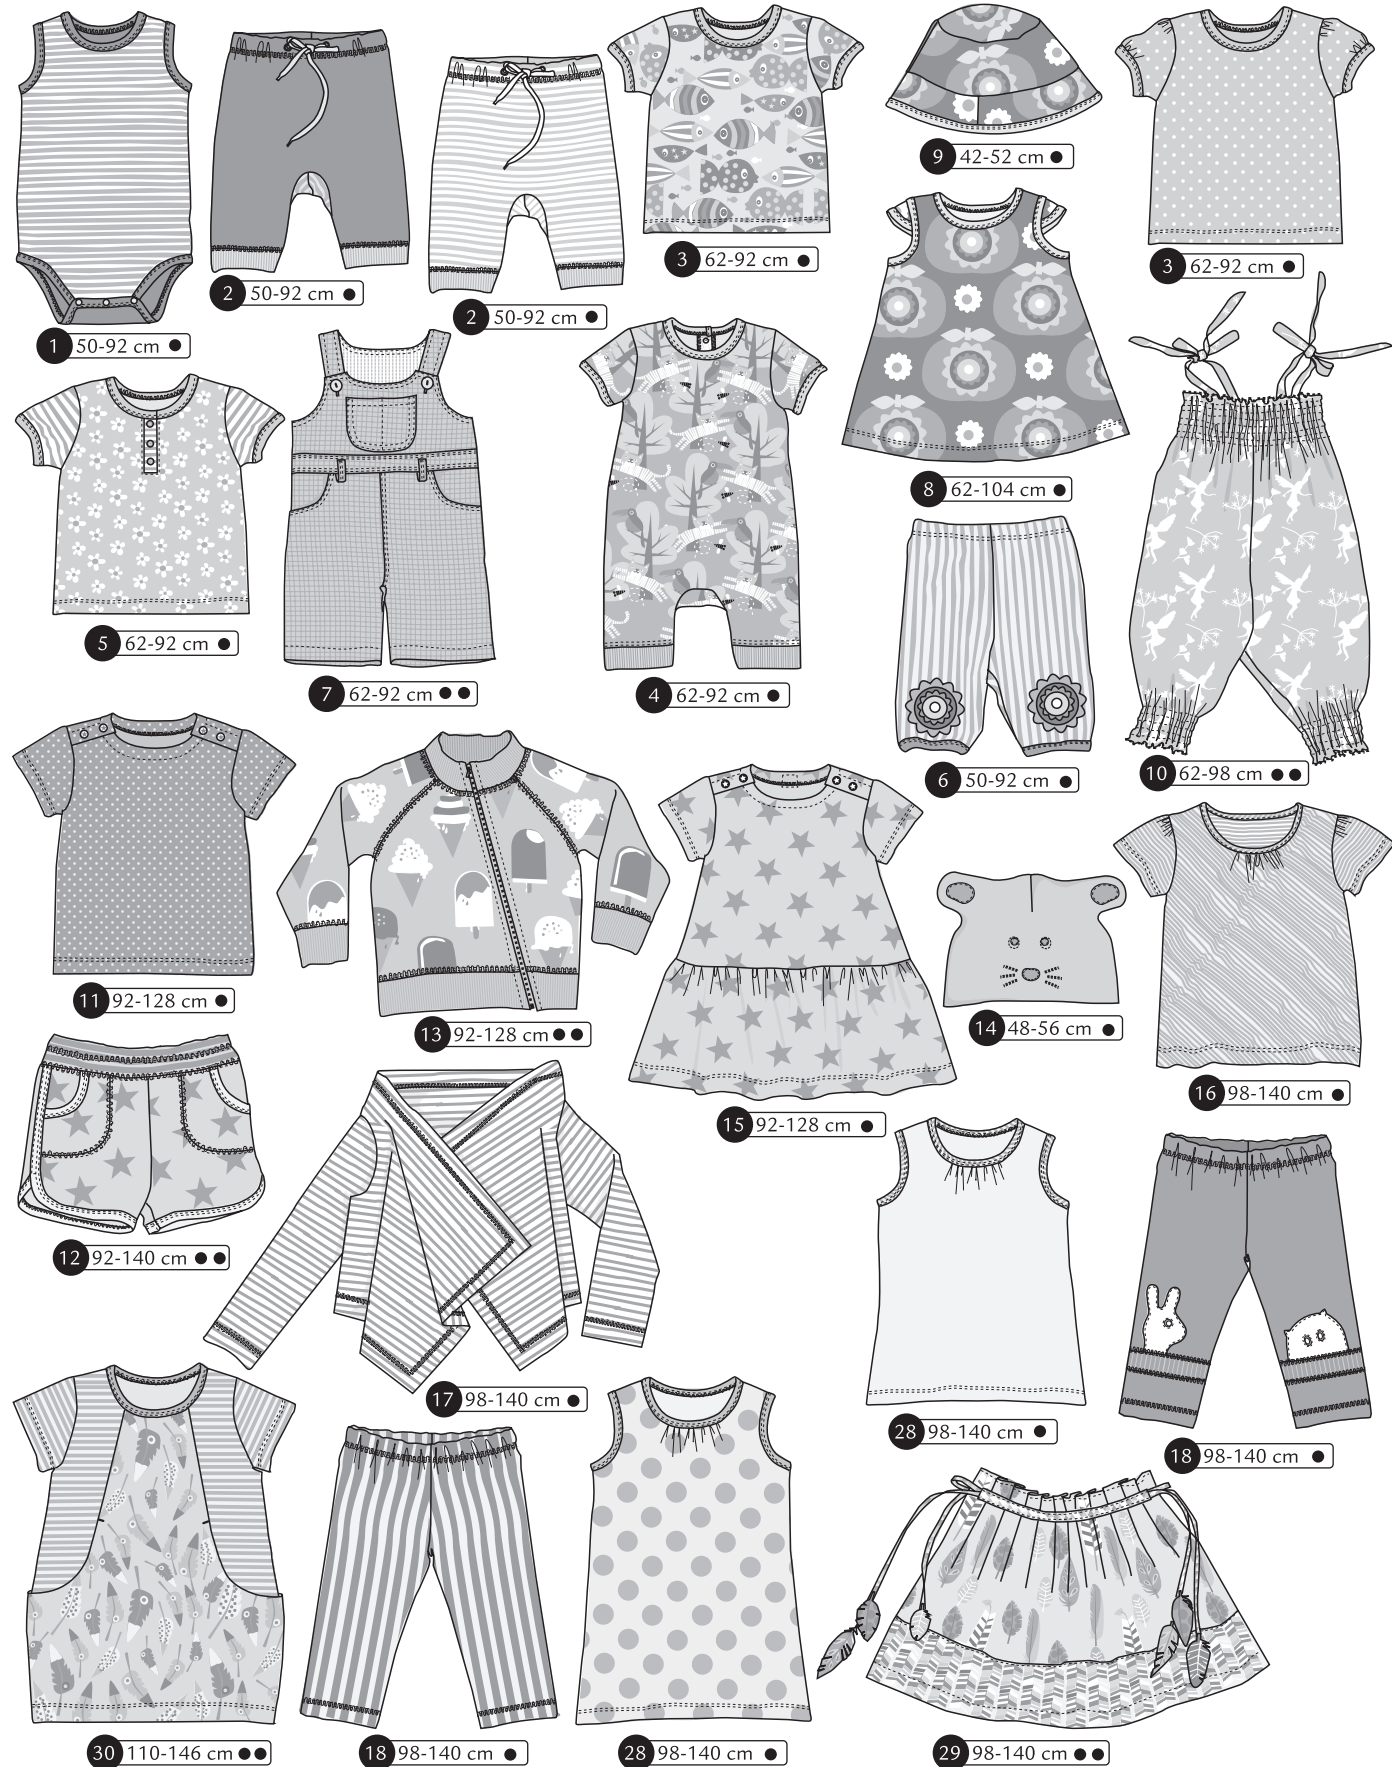 9 42-52 cm ●
3 62-92 cm ●
3 62-92 cm ●
2 50-92 cm ●
2 50-92 cm ●
1 50-92 cm ●
8 62-104 cm ●
5 62-92 cm ●
7 62-92 cm ●●
4 62-92 cm ●
6 50-92 cm ●
10 62-98 cm ●●
11 92-128 cm ●
13 92-128 cm ●●
14 48-56 cm ●
16 98-140 cm ●
15 92-128 cm ●
12 92-140 cm ●●
17 98-140 cm ●
28 98-140 cm ●
18 98-140 cm ●
30 110-146 cm ●●
18 98-140 cm ●
28 98-140 cm ●
29 98-140 cm ●●